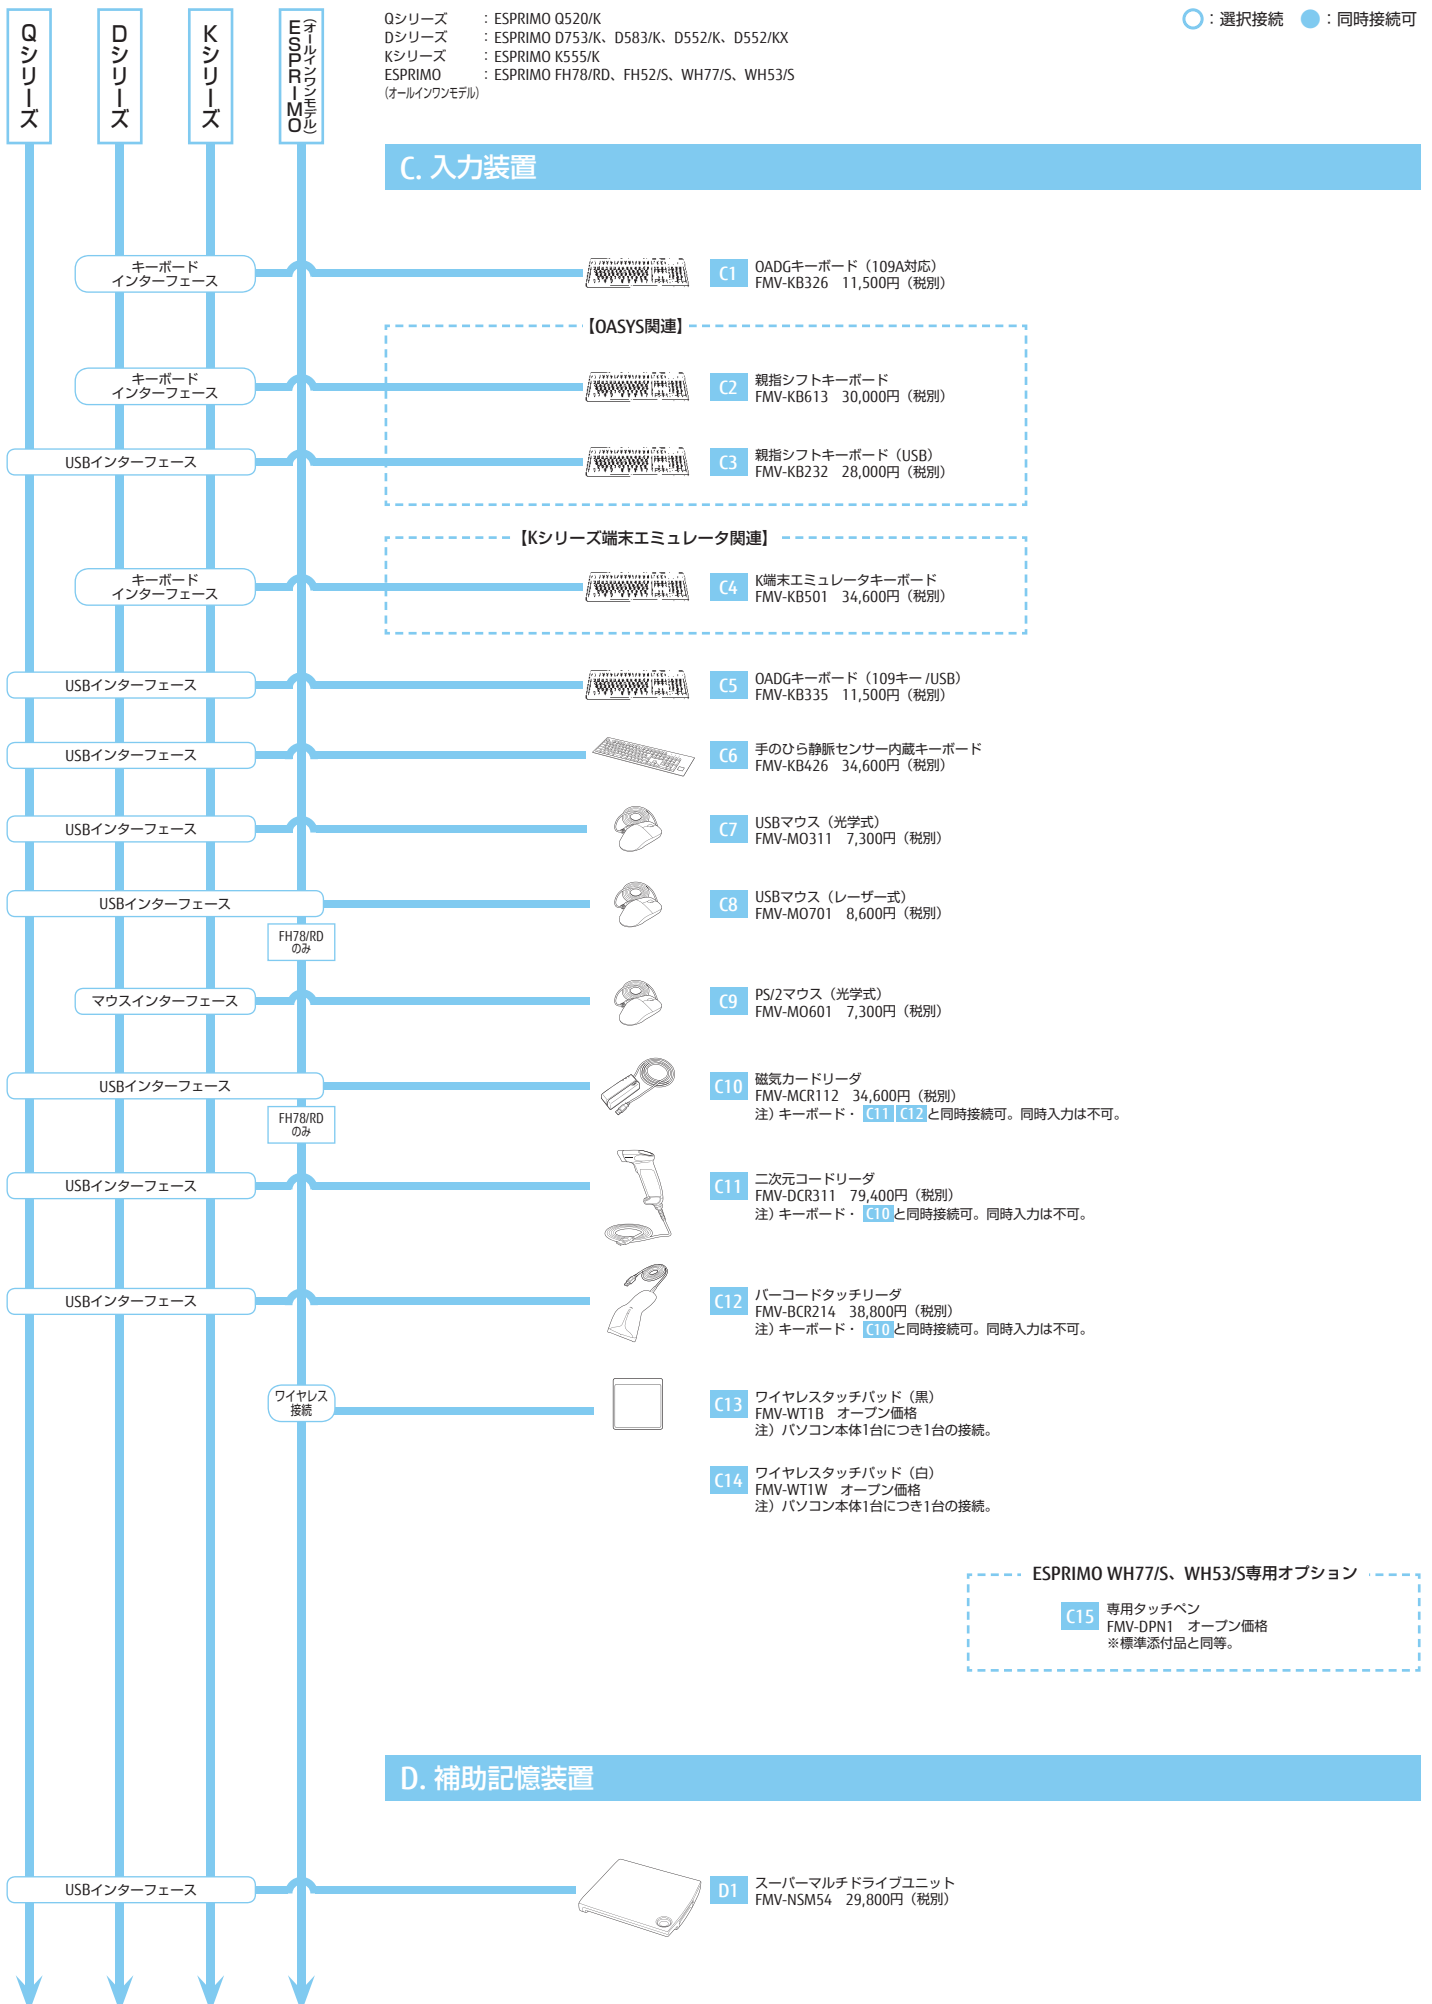 Qシリーズ
Dシリーズ
Kシリーズ
ESPRIMO
(オールインワンモデル)
Qシリーズ ：ESPRIMO Q520/K
Dシリーズ ：ESPRIMO D753/K、D583/K、D552/K、D552/KX
Kシリーズ ：ESPRIMO K555/K
ESPRIMO ：ESPRIMO FH78/RD、FH52/S、WH77/S、WH53/S
(オールインワンモデル)
：選択接続 ：同時接続可
C. 入力装置
キーボード
インターフェース
C1 OADGキーボード（109A対応）
FMV-KB326 11,500円（税別）
【OASYS関連】
キーボード
インターフェース
C2 親指シフトキーボード
FMV-KB613 30,000円（税別）
USBインターフェース
C3 親指シフトキーボード（USB）
FMV-KB232 28,000円（税別）
【Kシリーズ端末エミュレータ関連】
キーボード
インターフェース
C4 K端末エミュレータキーボード
FMV-KB501 34,600円（税別）
USBインターフェース
C5 OADGキーボード（109キー /USB）
FMV-KB335 11,500円（税別）
USBインターフェース
C6 手のひら静脈センサー内蔵キーボード
FMV-KB426 34,600円（税別）
USBインターフェース
C7 USBマウス（光学式）
FMV-MO311 7,300円（税別）
USBインターフェース
C8 USBマウス（レーザー式）
FMV-MO701 8,600円（税別）
FH78/RD
のみ
マウスインターフェース
C9 PS/2マウス（光学式）
FMV-MO601 7,300円（税別）
USBインターフェース
C10 磁気カードリーダ
FMV-MCR112 34,600円（税別）
注）キーボード・ C11 C12 と同時接続可。同時入力は不可。
FH78/RD
のみ
USBインターフェース
C11 二次元コードリーダ
FMV-DCR311 79,400円（税別）
注）キーボード・ C10 と同時接続可。同時入力は不可。
USBインターフェース
C12 バーコードタッチリーダ
FMV-BCR214 38,800円（税別）
注）キーボード・ C10 と同時接続可。同時入力は不可。
ワイヤレス
接続
C13 ワイヤレスタッチパッド（黒）
FMV-WT1B オープン価格
注）パソコン本体1台につき1台の接続。
C14 ワイヤレスタッチパッド（白）
FMV-WT1W オープン価格
注）パソコン本体1台につき1台の接続。
ESPRIMO WH77/S、WH53/S専用オプション
C15 専用タッチペン
FMV-DPN1 オープン価格
※標準添付品と同等。
D. 補助記憶装置
USBインターフェース
D1 スーパーマルチドライブユニット
FMV-NSM54 29,800円（税別）